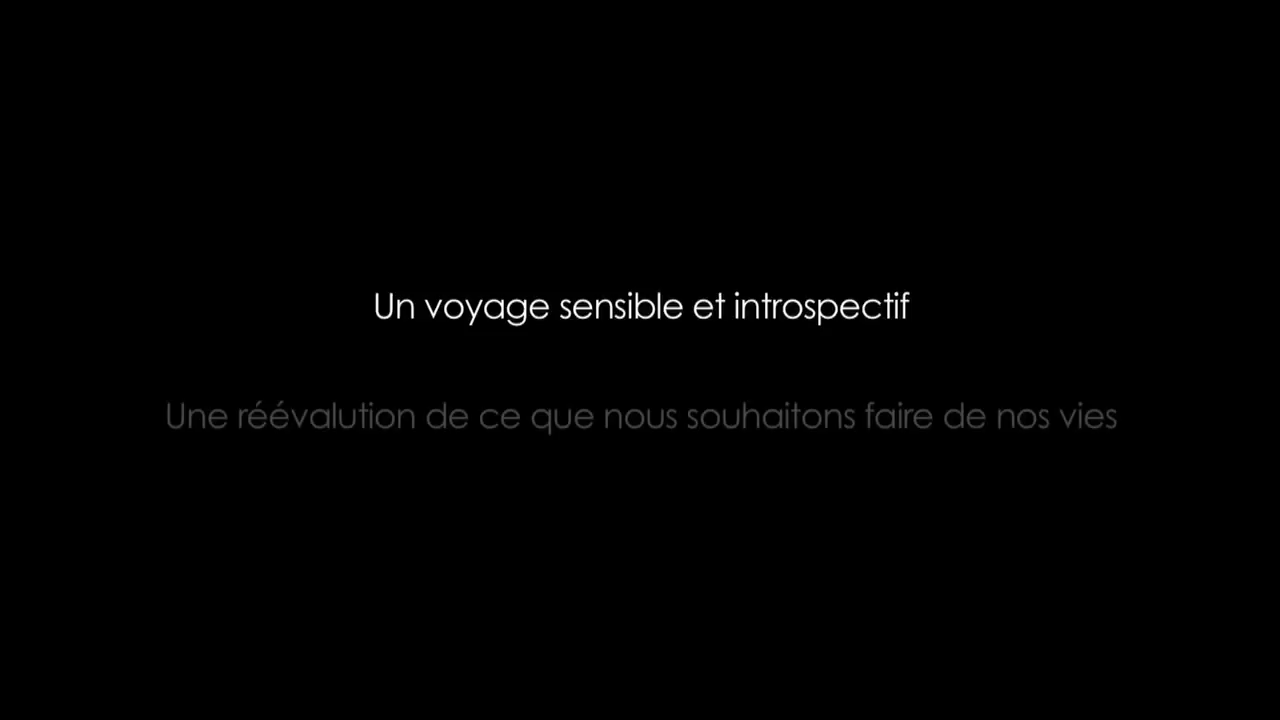 Un voyage sensible et introspectif
Une réévalution de ce que nous souhaitons faire de nos vies